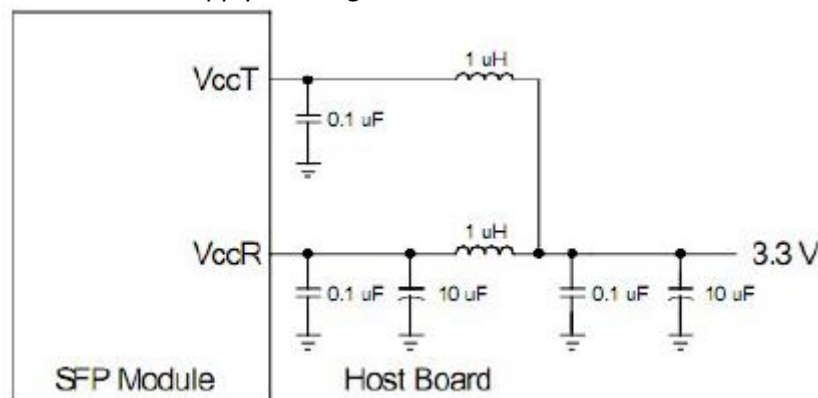 1 uH
VccT
0.1 uF
1 uH
VccR
3.3 V
0.1 uF
10 uF
0.1 uF
10 uF
SFP Module
Host Board